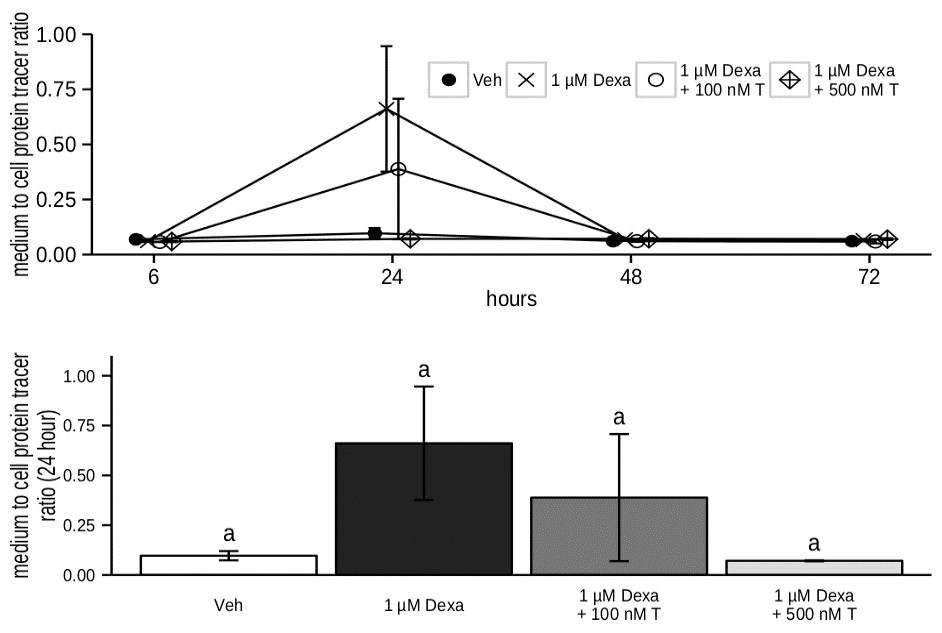 medium to cell protein tracer ratio
1.00
0.75
0.50
0.25
0.00
Veh
1 µM Dexa
1 µM Dexa
+ 100 nM T
1 µM Dexa
+ 500 nM T
6
24
48
72
hours
medium to cell protein tracer
ratio (24 hour)
1.00
0.75
0.50
0.25
0.00
a
a
a
a
Veh
1 µM Dexa
1 µM Dexa
+ 100 nM T
1 µM Dexa
+ 500 nM T